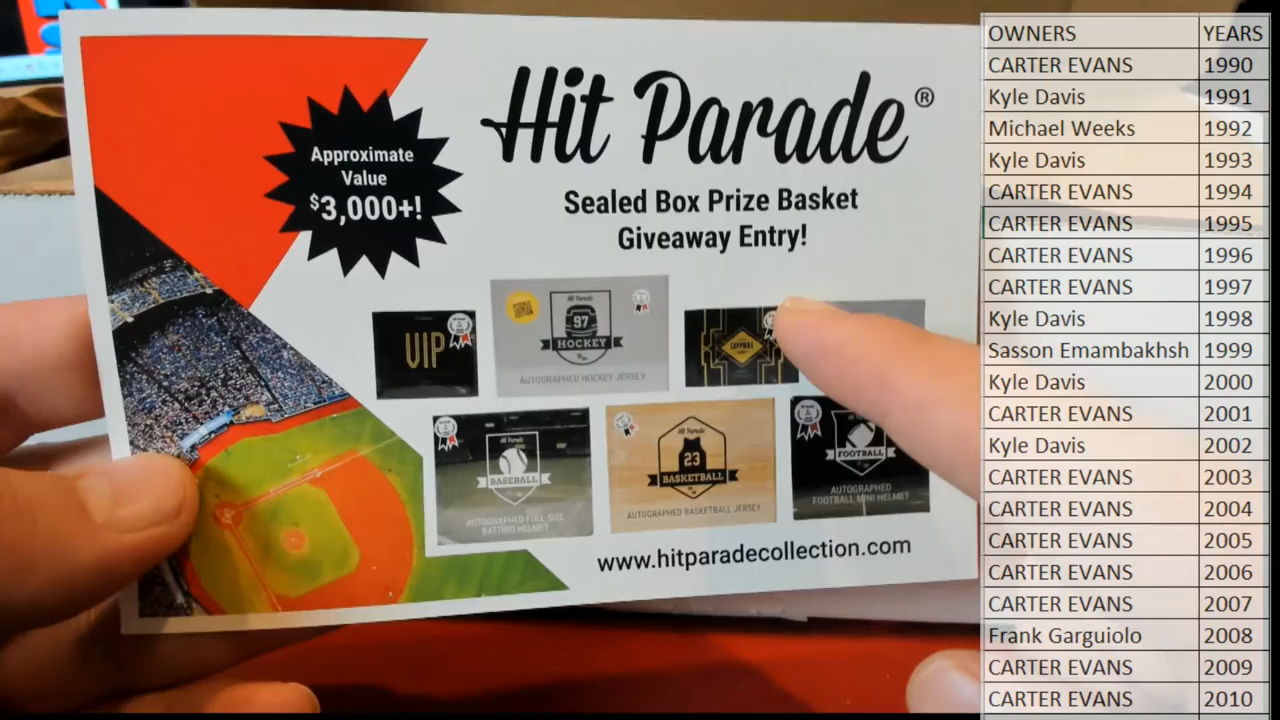 Hit Parade®
Approximate
Value
$3,000+!
Sealed Box Prize Basket
Giveaway Entry!
VIP
97
HOCKEY
AUTOGRAPHED HOCKEY JERSEY
Hit Parade
BASEBALL
AUTOGRAPHED FULL SIZE
BATTING HELMET
23
BASKETBALL
AUTOGRAPHED BASKETBALL JERSEY
FOOTBALL
AUTOGRAPHED
FOOTBALL MINI HELMET
www.hitparadecollection.com
OWNERS YEARS
CARTER EVANS 1990
Kyle Davis 1991
Michael Weeks 1992
Kyle Davis 1993
CARTER EVANS 1994
CARTER EVANS 1995
CARTER EVANS 1996
CARTER EVANS 1997
Kyle Davis 1998
Sasson Emambakhsh 1999
Kyle Davis 2000
CARTER EVANS 2001
Kyle Davis 2002
CARTER EVANS 2003
CARTER EVANS 2004
CARTER EVANS 2005
CARTER EVANS 2006
CARTER EVANS 2007
Frank Garguiolo 2008
CARTER EVANS 2009
CARTER EVANS 2010